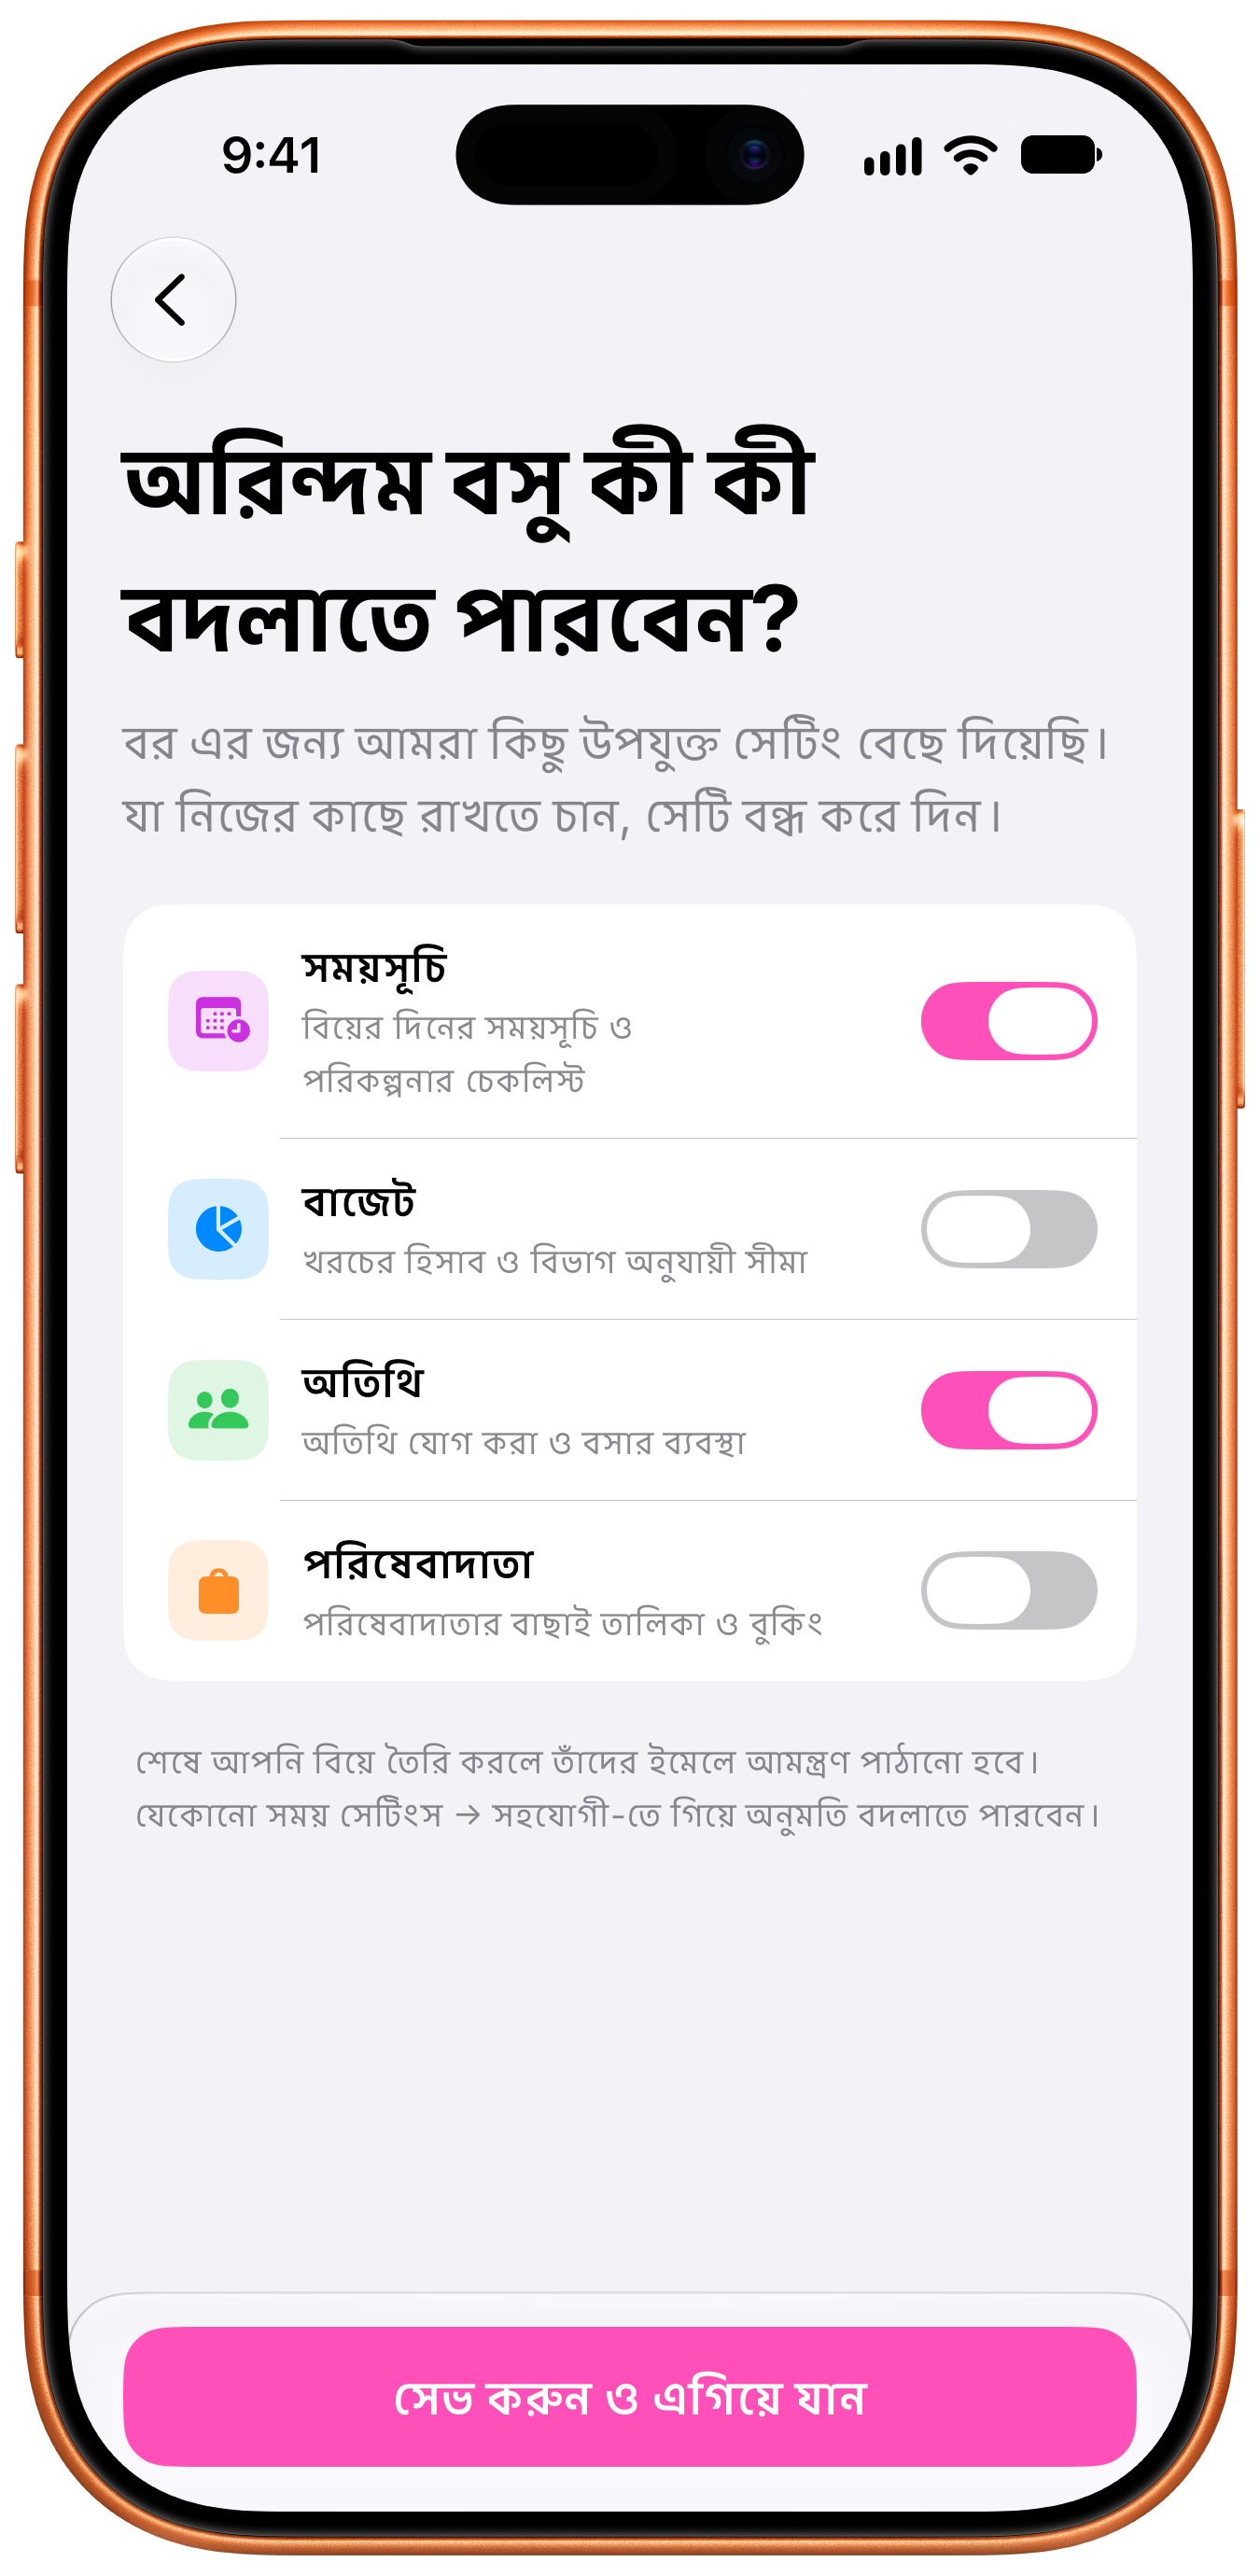 9:41
অরিন্দম বসু কী কী
বদলাতে পারবেন?
বর এর জন্য আমরা কিছু উপযুক্ত সেটিং বেছে দিয়েছি।
যা নিজের কাছে রাখতে চান, সেটি বন্ধ করে দিন।
সময়সূচি
বিয়ের দিনের সময়সূচি ও
পরিকল্পনার চেকলিস্ট
বাজেট
খরচের হিসাব ও বিভাগ অনুযায়ী সীমা
অতিথি
অতিথি যোগ করা ও বসার ব্যবস্থা
পরিষেবাদাতা
পরিষেবাদাতার বাছাই তালিকা ও বুকিং
শেষে আপনি বিয়ে তৈরি করলে তাঁদের ইমেলে আমন্ত্রণ পাঠানো হবে।
যেকোনো সময় সেটিংস → সহযোগী-তে গিয়ে অনুমতি বদলাতে পারবেন।
সেভ করুন ও এগিয়ে যান